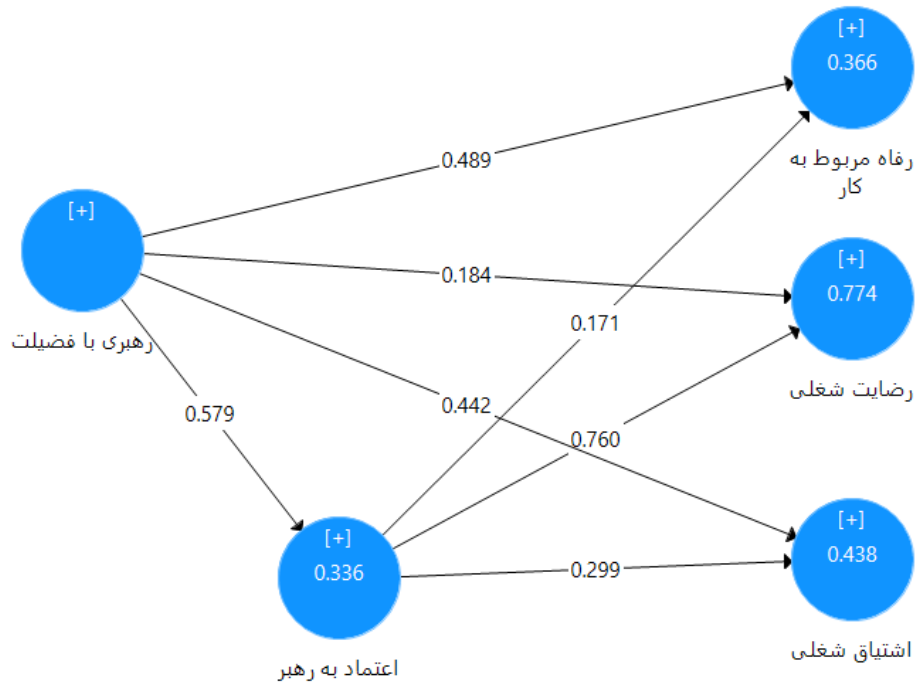 [+]
0.366
رفاه مربوط به
کار
0.489
[+]
رهبری با فضیلت
[+]
0.774
رضایت شغلی
0.184
0.171
0.442
0.579
0.760
[+]
0.336
اعتماد به رهبر
0.299
[+]
0.438
اشتیاق شغلی